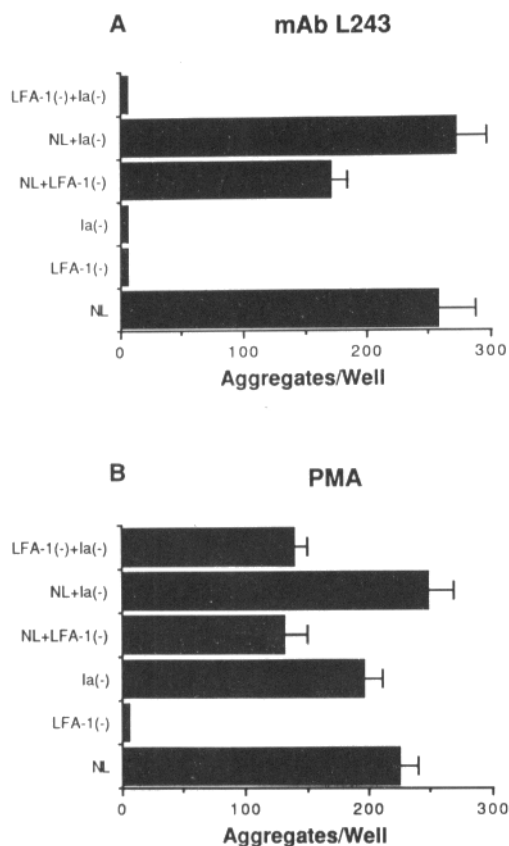 A mAb L243
LFA-1(-)+Ia(-)
NL+Ia(-)
NL+LFA-1(-)
Ia(-)
LFA-1(-)
NL
0 100 200 300
Aggregates/Well
B PMA
LFA-1(-)+Ia(-)
NL+Ia(-)
NL+LFA-1(-)
Ia(-)
LFA-1(-)
NL
0 100 200 300
Aggregates/Well